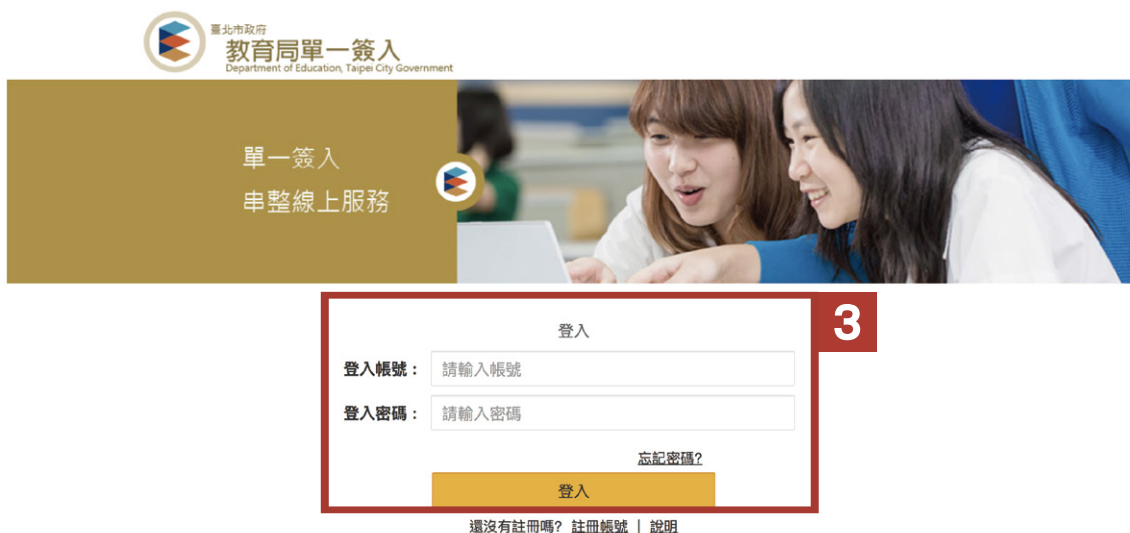 臺北市政府
教育局單一簽入
Department of Education, Taipei City Government
單一簽入
串整線上服務
3
登入
登入帳號：
請輸入帳號
登入密碼：
請輸入密碼
忘記密碼?
登入
還沒有註冊嗎? 註冊帳號 | 說明